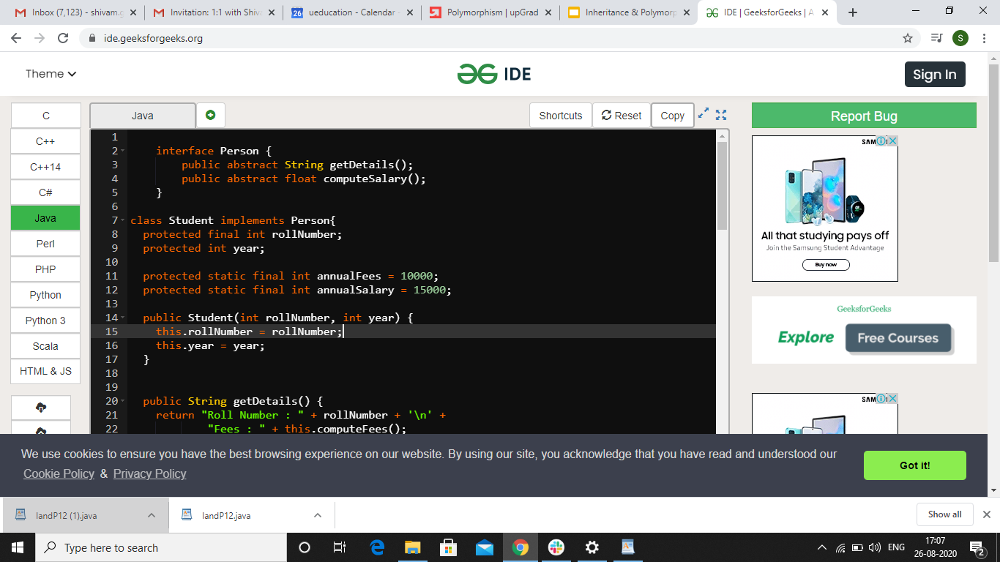 Inbox (7,123) - shivam.g
Invitation: 1:1 with Shiva
ueducation - Calendar -
Polymorphism | upGrad
Inheritance & Polymorp
IDE | GeeksforGeeks | A
ide.geeksforgeeks.org
S
Theme
IDE
Sign In
C
C++
C++14
C#
Java
Perl
PHP
Python
Python 3
Scala
HTML & JS
Java
Shortcuts
Reset
Copy
1
2 interface Person {
3 public abstract String getDetails();
4 public abstract float computeSalary();
5 }
6
7 class Student implements Person{
8 protected final int rollNumber;
9 protected int year;
10
11 protected static final int annualFees = 10000;
12 protected static final int annualSalary = 15000;
13
14 public Student(int rollNumber, int year) {
15 this.rollNumber = rollNumber;
16 this.year = year;
17 }
18
19
20 public String getDetails() {
21 return "Roll Number : " + rollNumber + '\n' +
22 "Fees : " + this.computeFees();
Report Bug
SAM
All that studying pays off
Join the Samsung Student Advantage
Buy now
GeeksforGeeks
Explore
Free Courses
SAM
We use cookies to ensure you have the best browsing experience on our website. By using our site, you acknowledge that you have read and understood our
Cookie Policy & Privacy Policy
Got it!
IandP12 (1).java
IandP12.java
Show all
Type here to search
ENG
17:07
26-08-2020
2